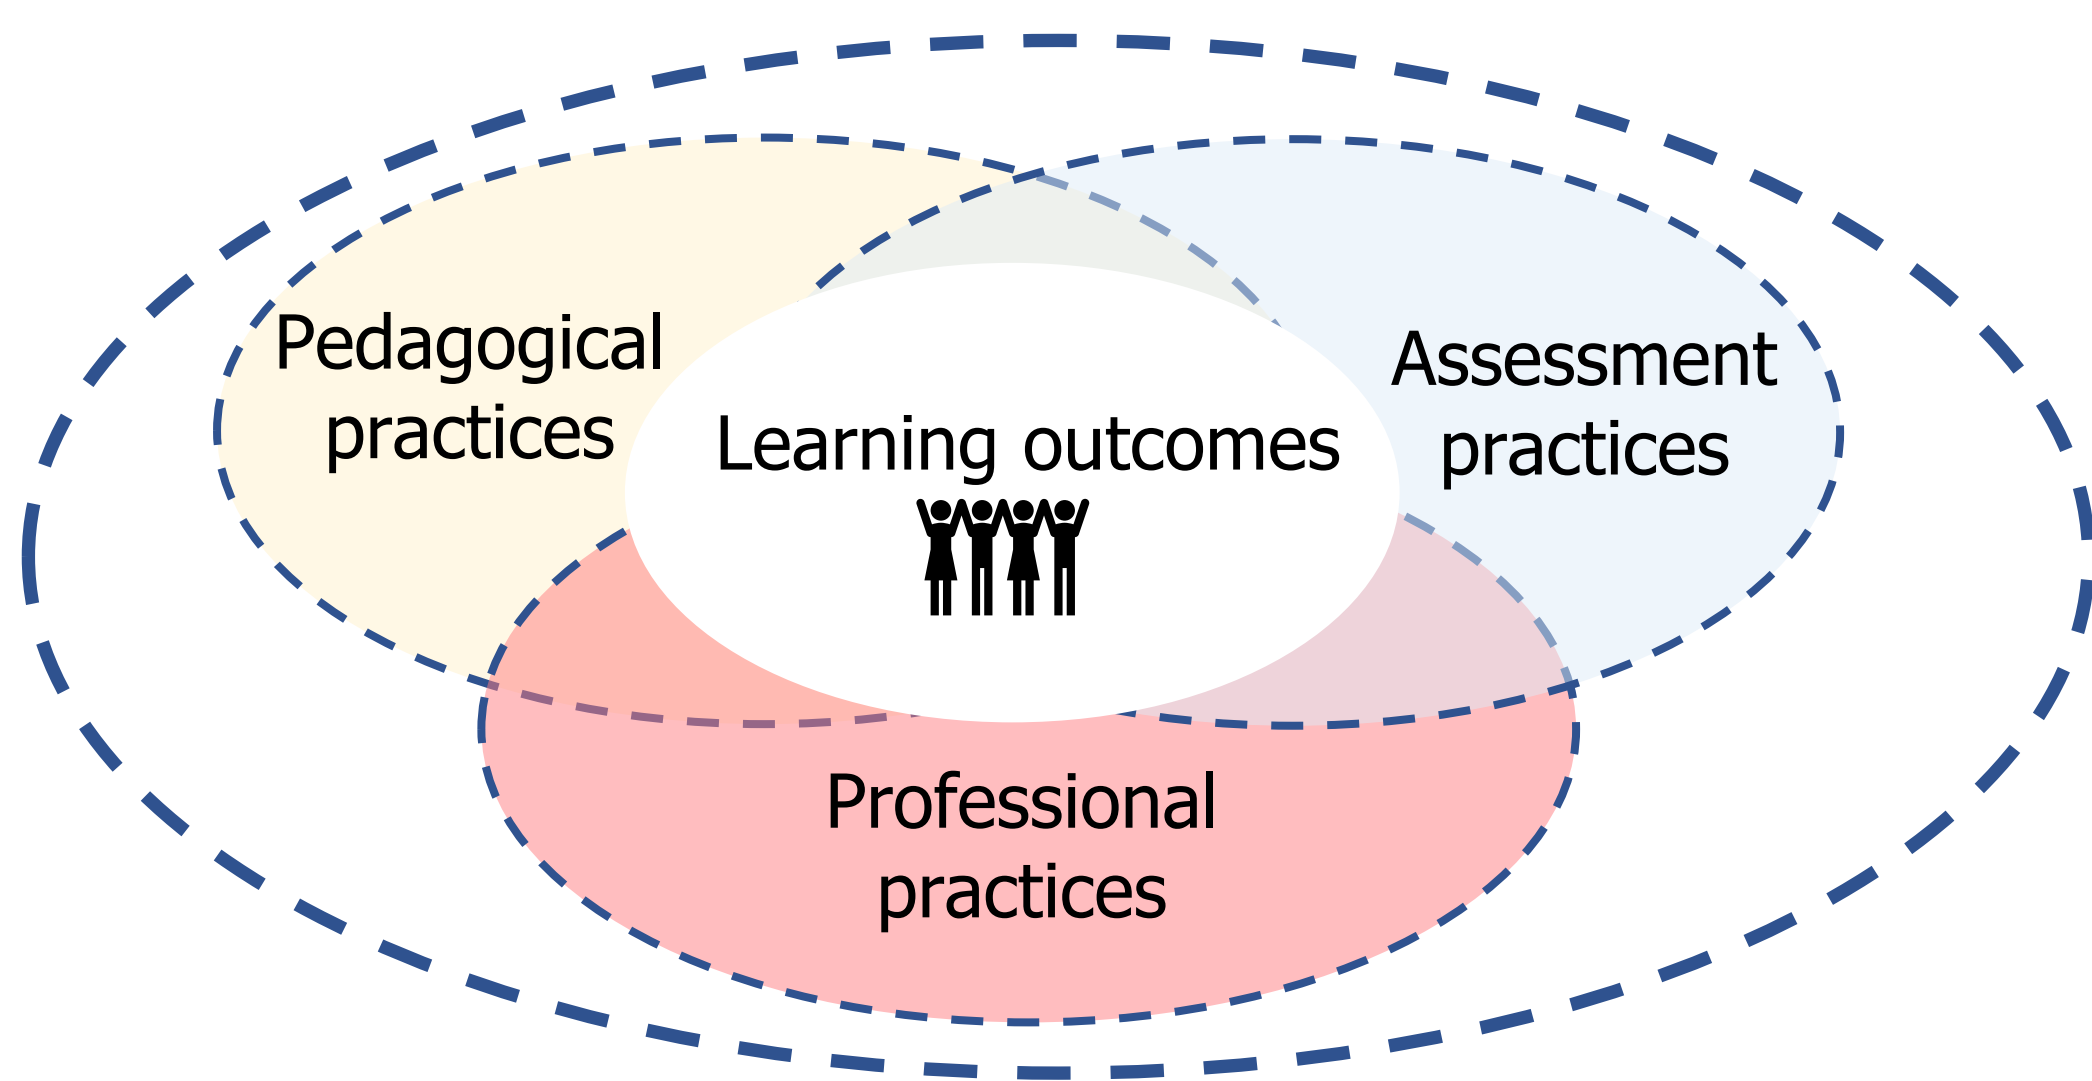 Pedagogical
practices
Assessment
practices
Learning outcomes
Professional
practices